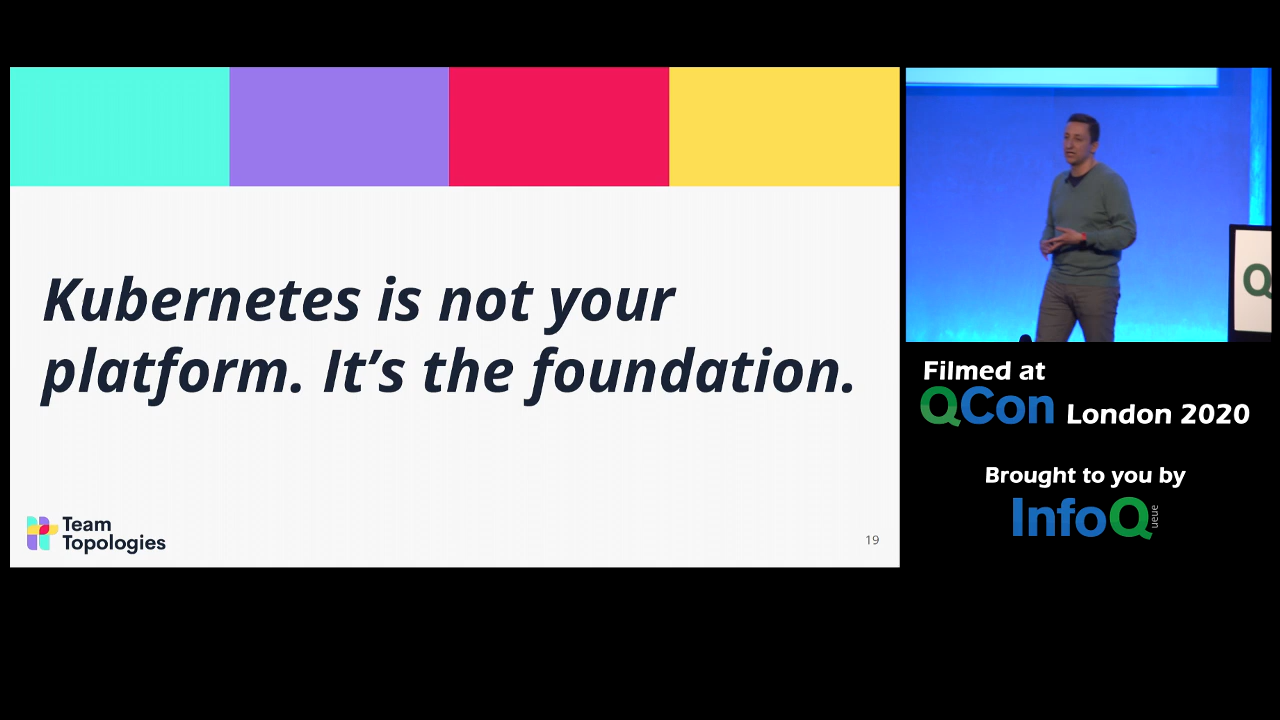 Kubernetes is not your
platform. It’s the foundation.
Team
Topologies
19
Q
Filmed at
QCon London 2020
Brought to you by
InfoQ
ueue